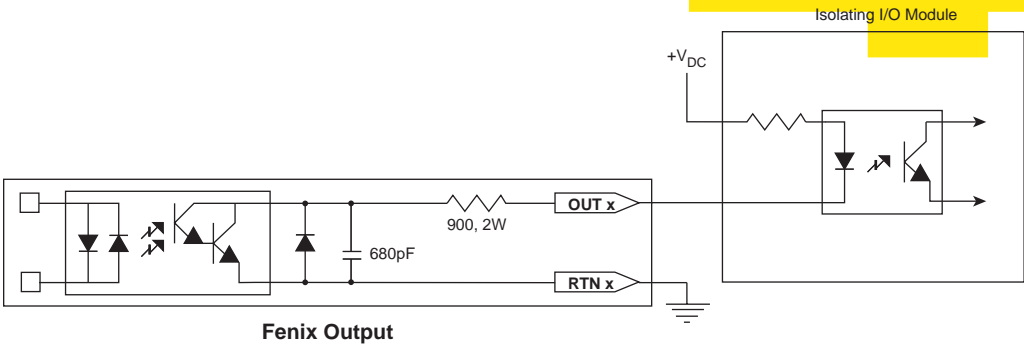 Isolating I/O Module
+VDC
OUT x
900, 2W
680pF
RTN x
Fenix Output